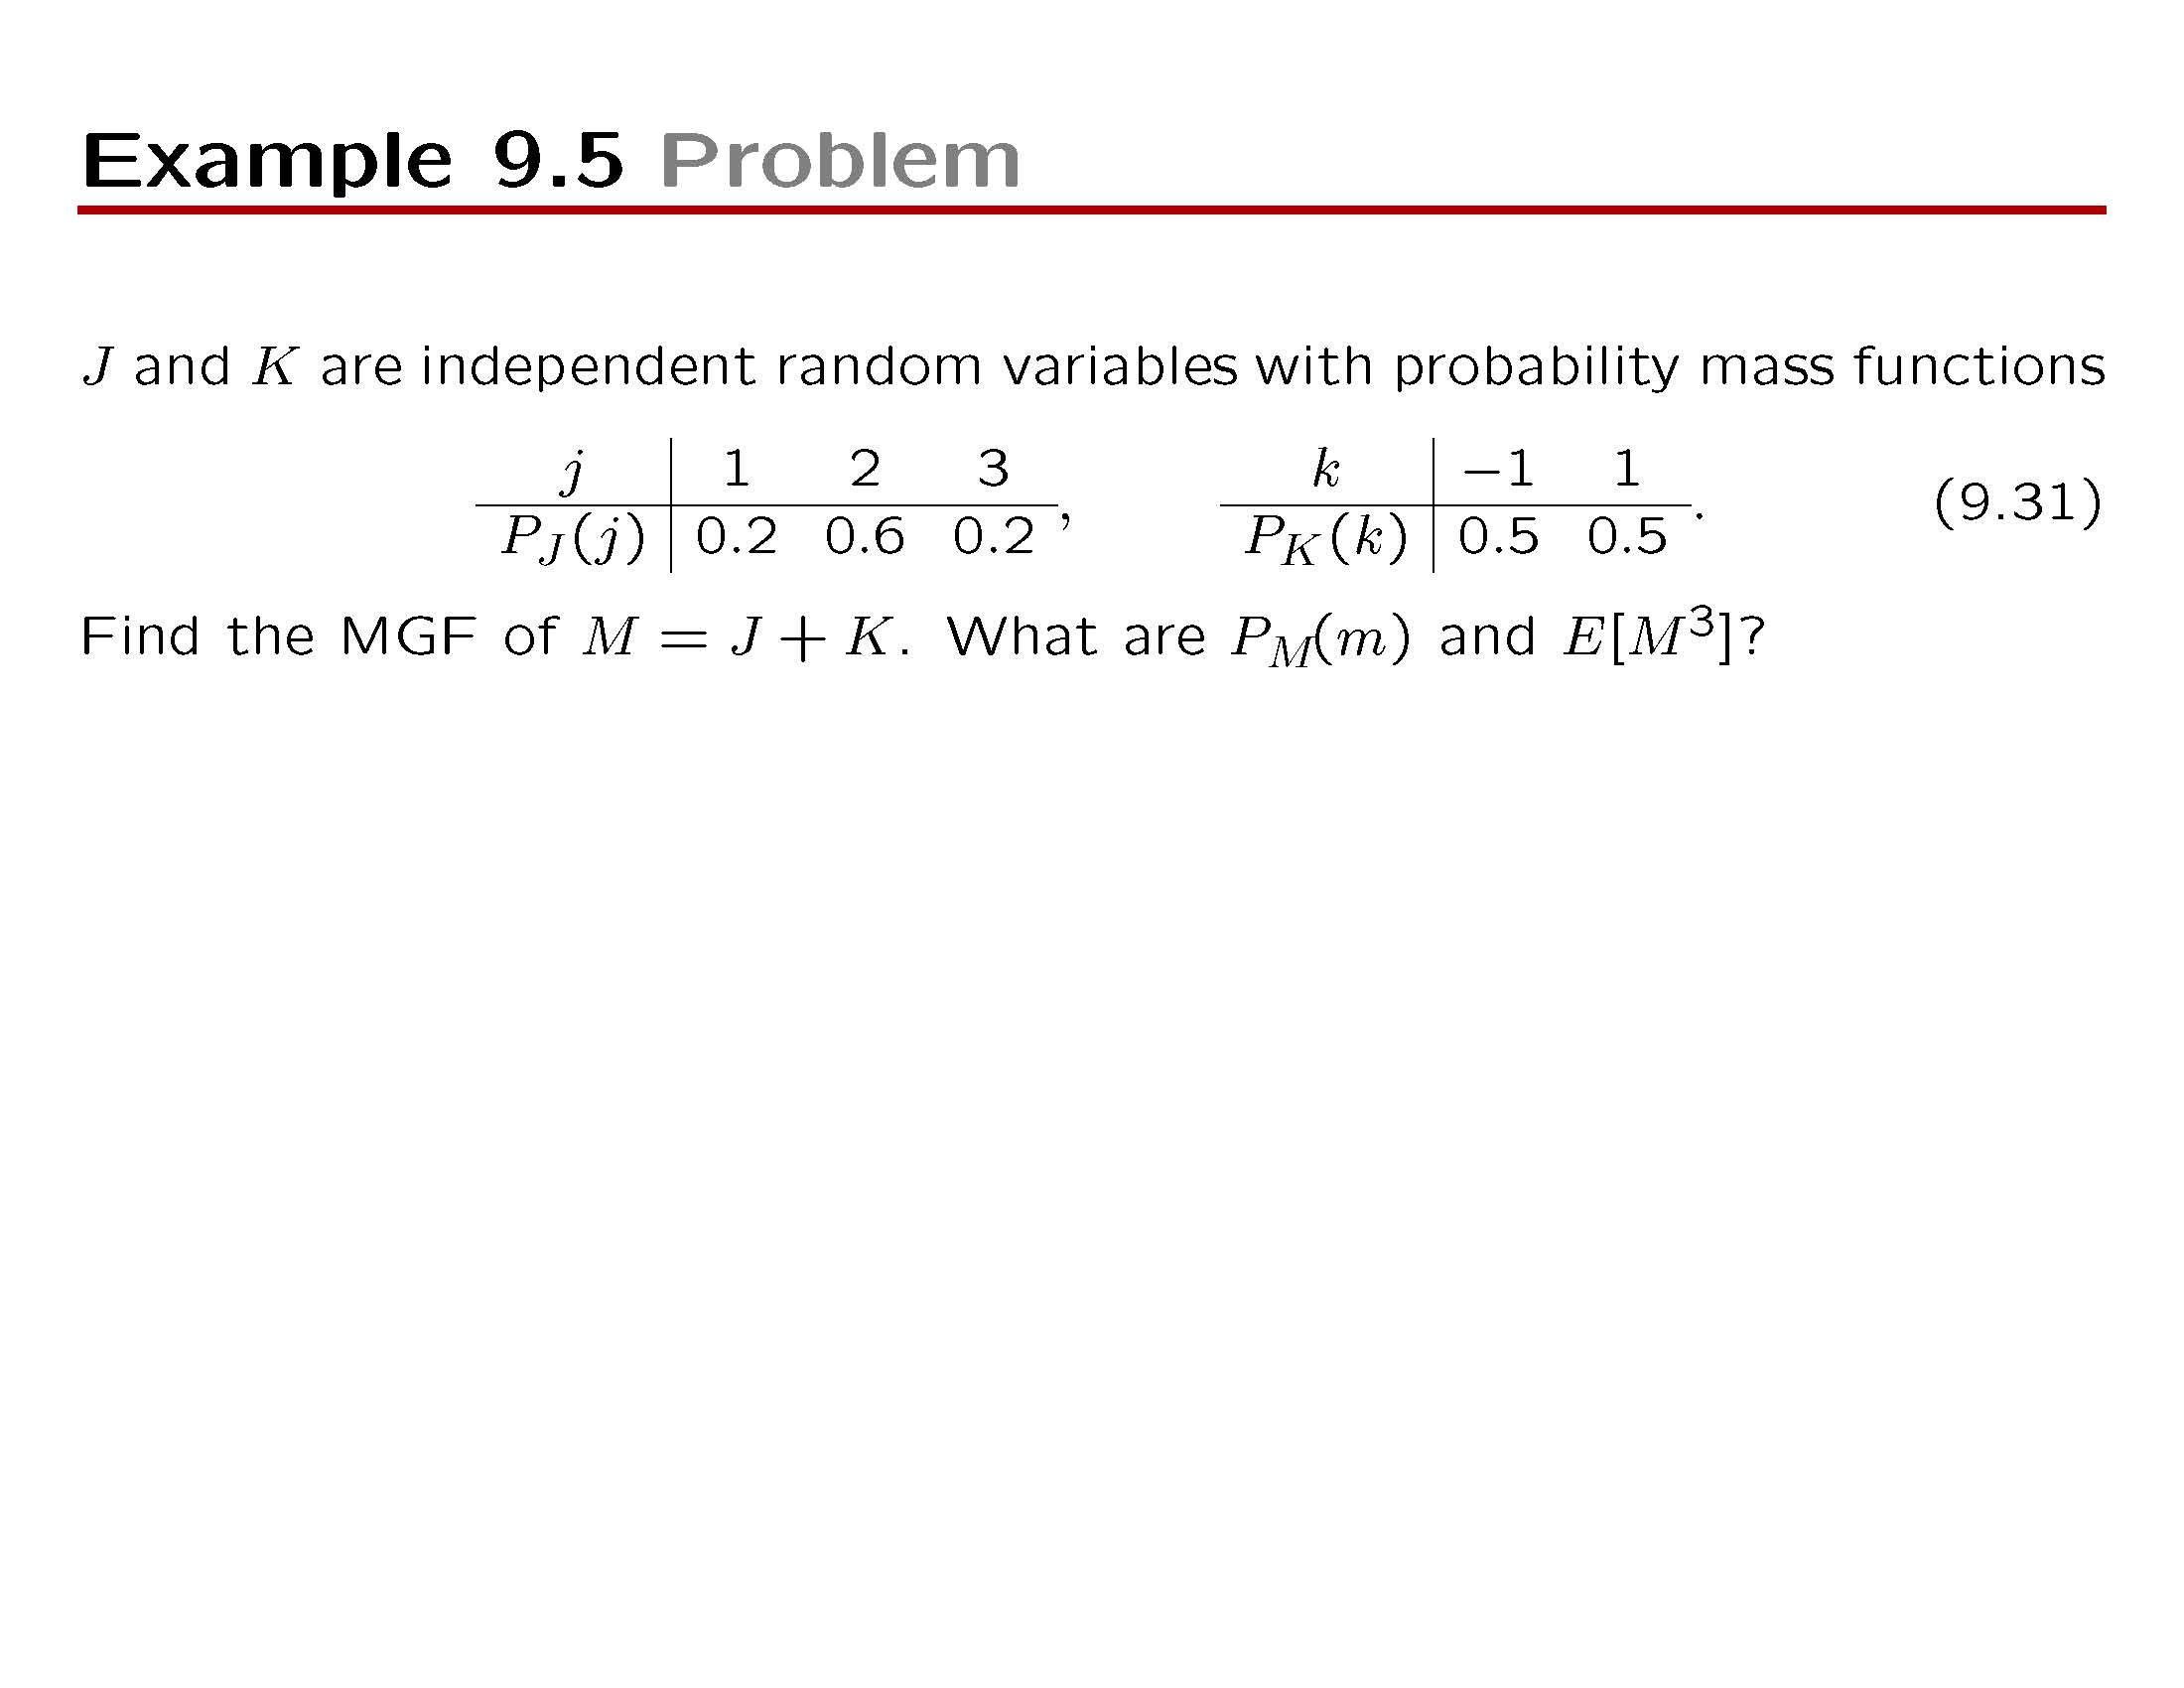 Example 9.5 Problem
J and K are independent random variables with probability mass functions
j | 1 2 3
P_J(j) | 0.2 0.6 0.2 ,
k | −1 1
P_K(k) | 0.5 0.5 . (9.31)
Find the MGF of M = J + K. What are P_M(m) and E[M³]?